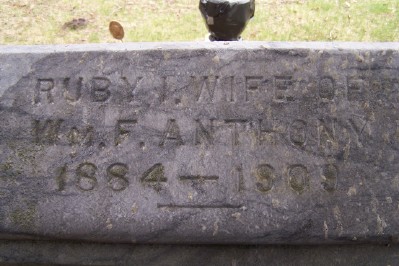 RUBY I. WIFE OF
WM. F. ANTHONY
1884 — 1909